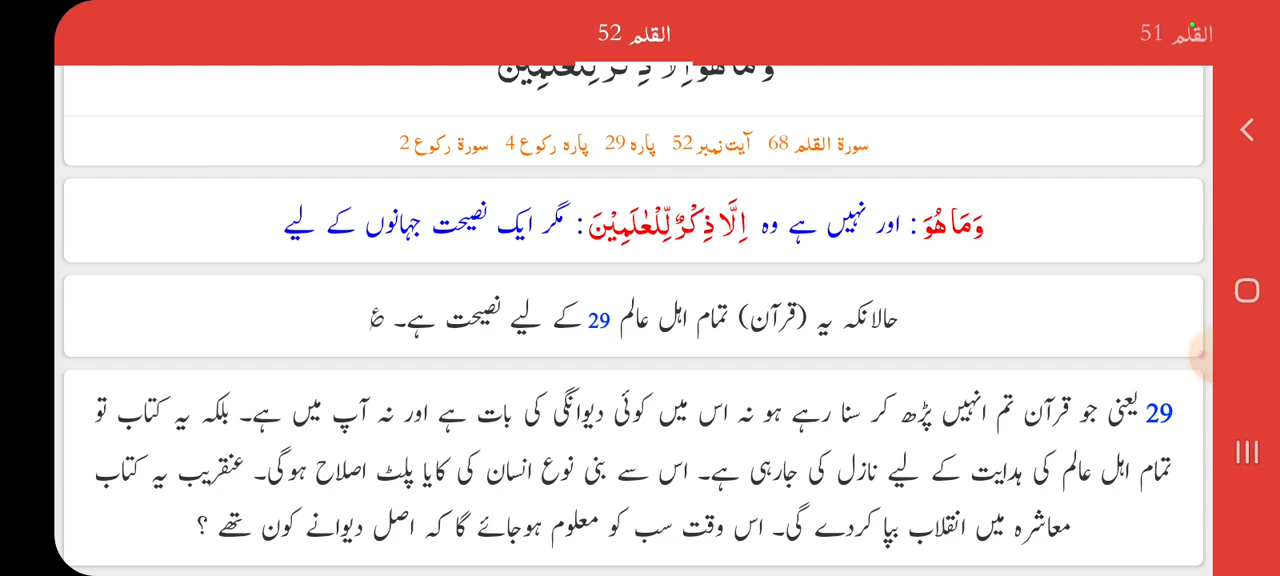 القلم 51
القلم 52
وَمَا هُوَ اِلَّا ذِكْرٌ لِّلْعٰلَمِيْنَ
سورۃ القلم 68 آیت نمبر 52 پارہ 29 پارہ رکوع 4 سورۃ رکوع 2
وَمَا هُوَ : اور نہیں ہے وہ اِلَّا ذِكْرٌ لِّلْعٰلَمِيْنَ : مگر ایک نصیحت جہانوں کے لیے
حالانکہ یہ (قرآن) تمام اہل عالم 29 کے لیے نصیحت ہے۔ ع
29 یعنی جو قرآن تم انہیں پڑھ کر سنا رہے ہو نہ اس میں کوئی دیوانگی کی بات ہے اور نہ آپ میں ہے۔ بلکہ یہ کتاب تو
تمام اہل عالم کی ہدایت کے لیے نازل کی جارہی ہے۔ اس سے بنی نوع انسان کی کایا پلٹ اصلاح ہوگی۔ عنقریب یہ کتاب
معاشرہ میں انقلاب بپا کردے گی۔ اس وقت سب کو معلوم ہوجائے گا کہ اصل دیوانے کون تھے ؟